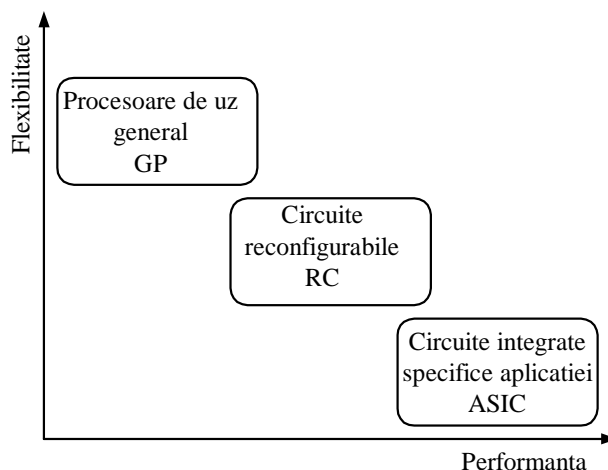 Flexibilitate
Procesoare de uz
general
GP
Circuite
reconfigurabile
RC
Circuite integrate
specifice aplicatiei
ASIC
Performanta